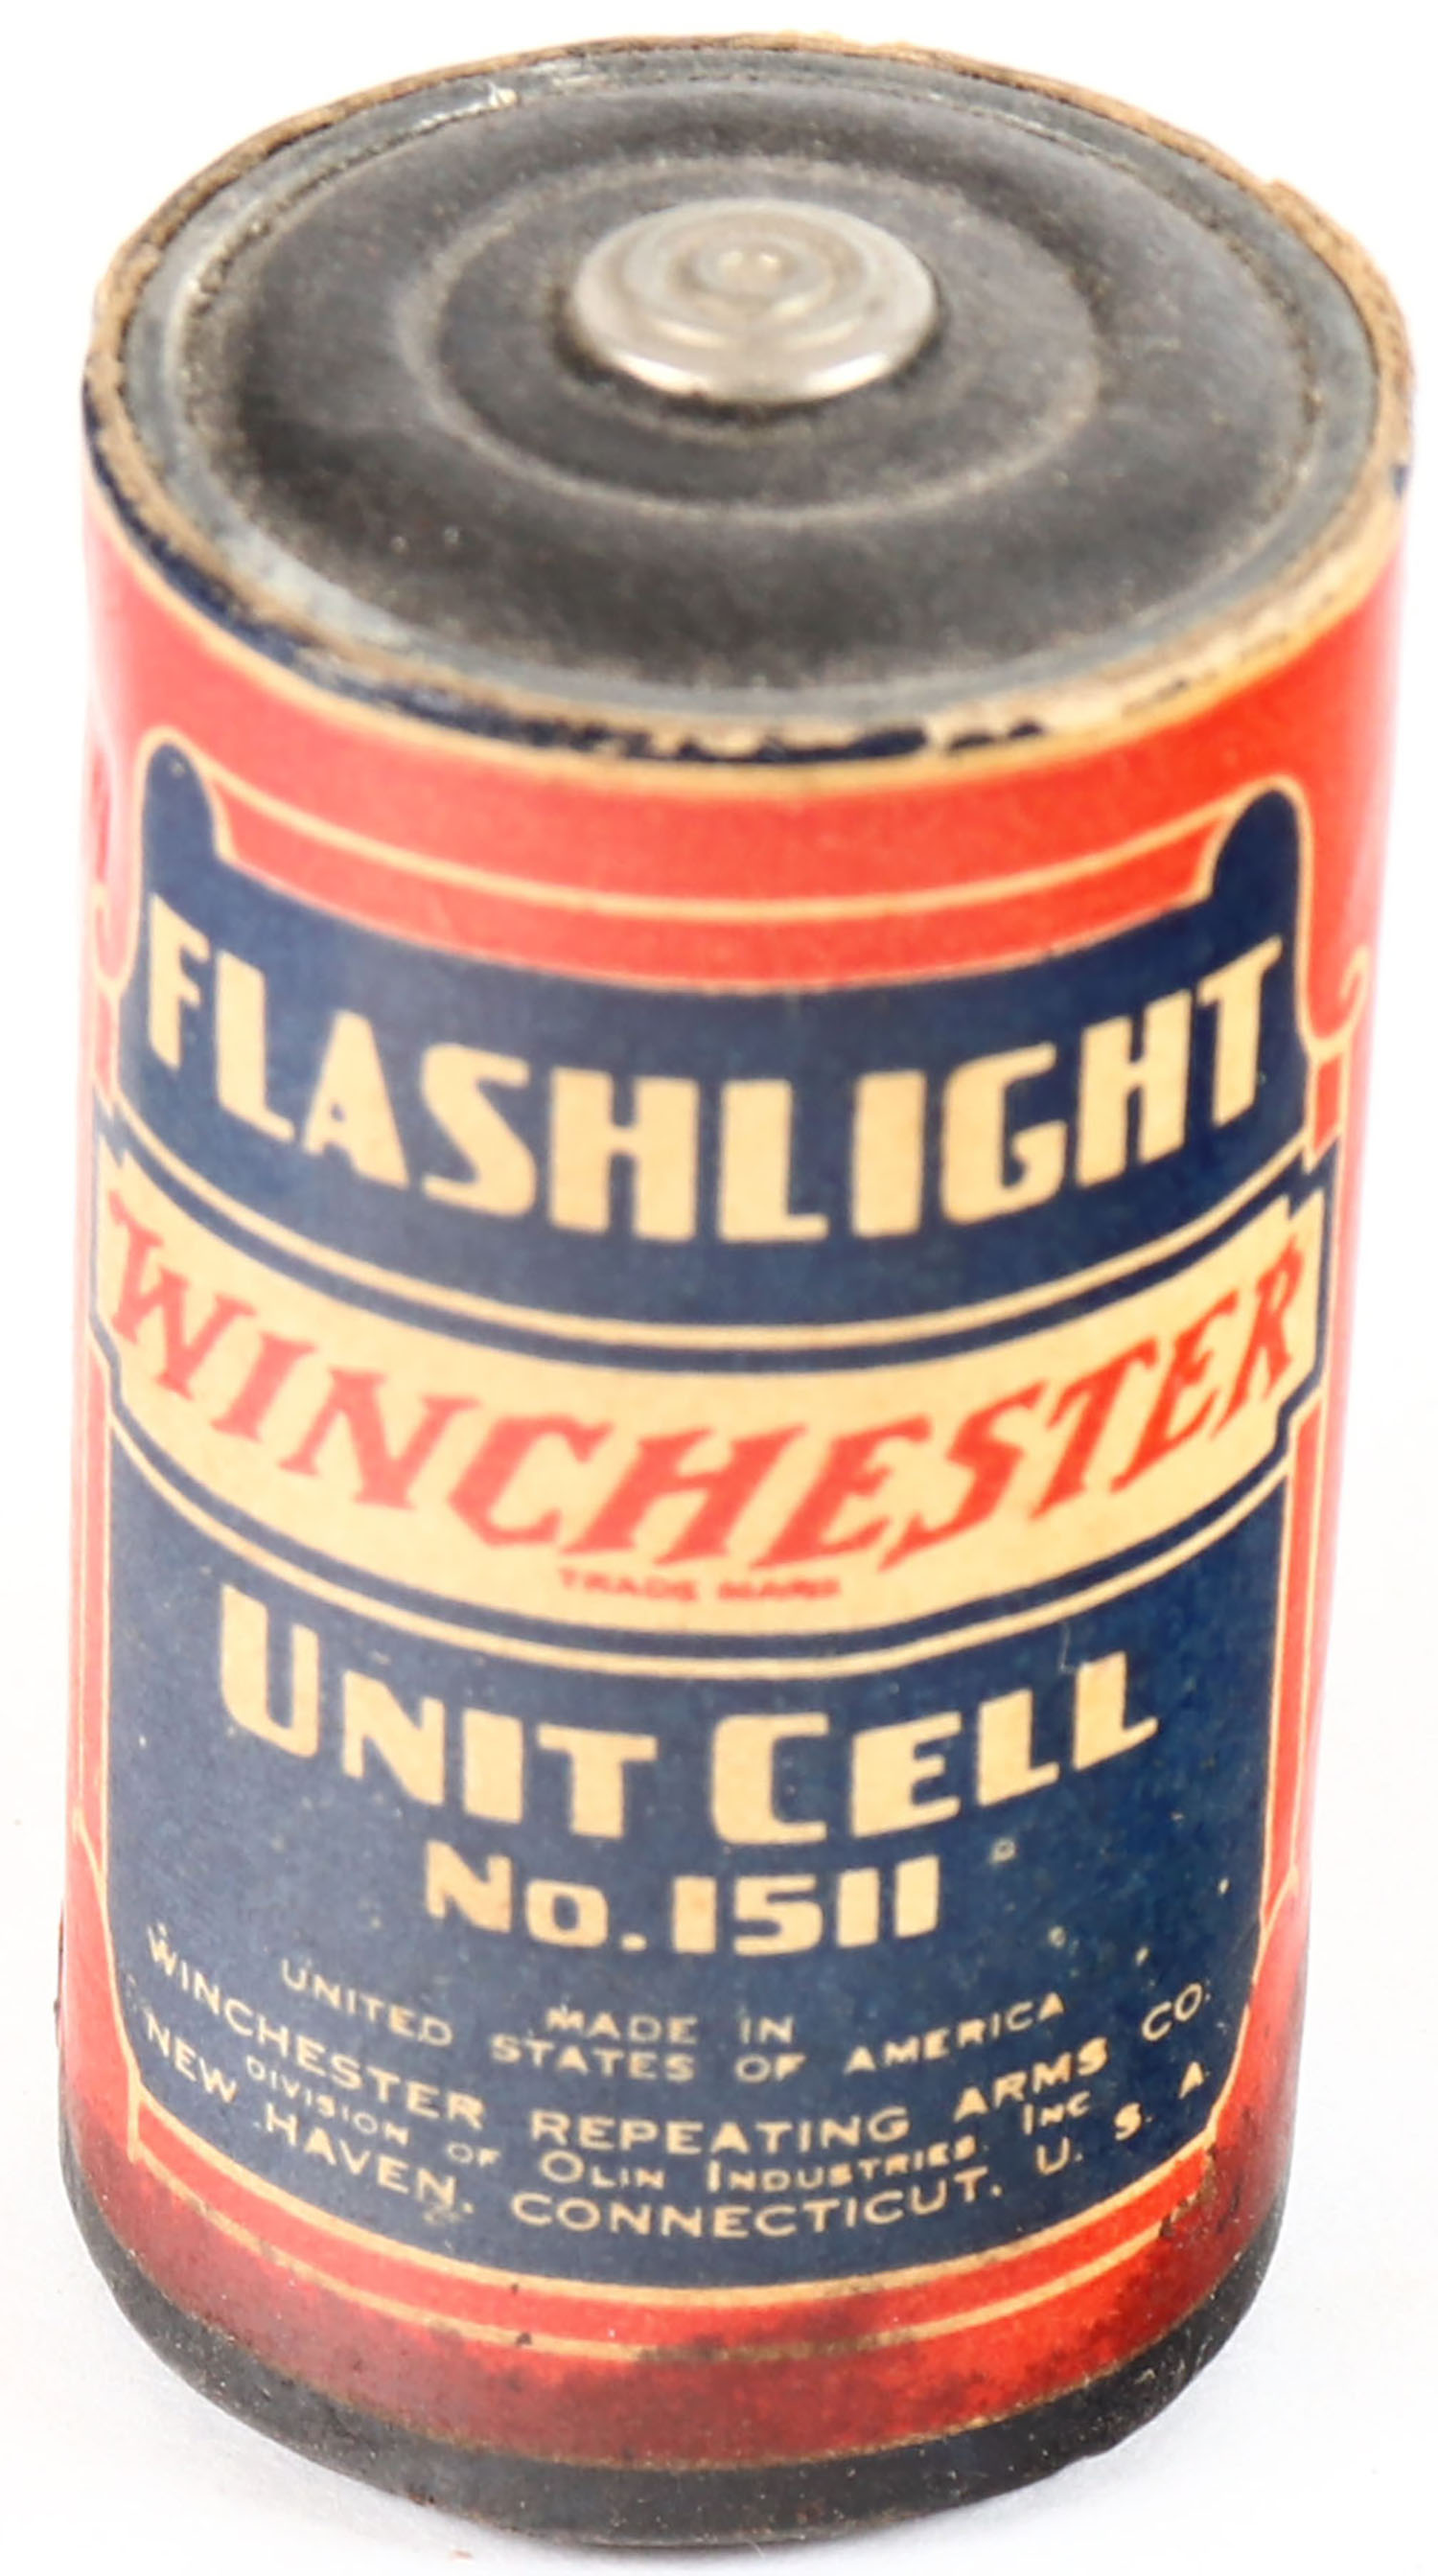 FLASHLIGHT
WINCHESTER
TRADE MARK
UNIT CELL
No. 1511
MADE IN
UNITED STATES OF AMERICA
WINCHESTER REPEATING ARMS CO.
DIVISION OF OLIN INDUSTRIES, INC
NEW HAVEN, CONNECTICUT, U. S. A.